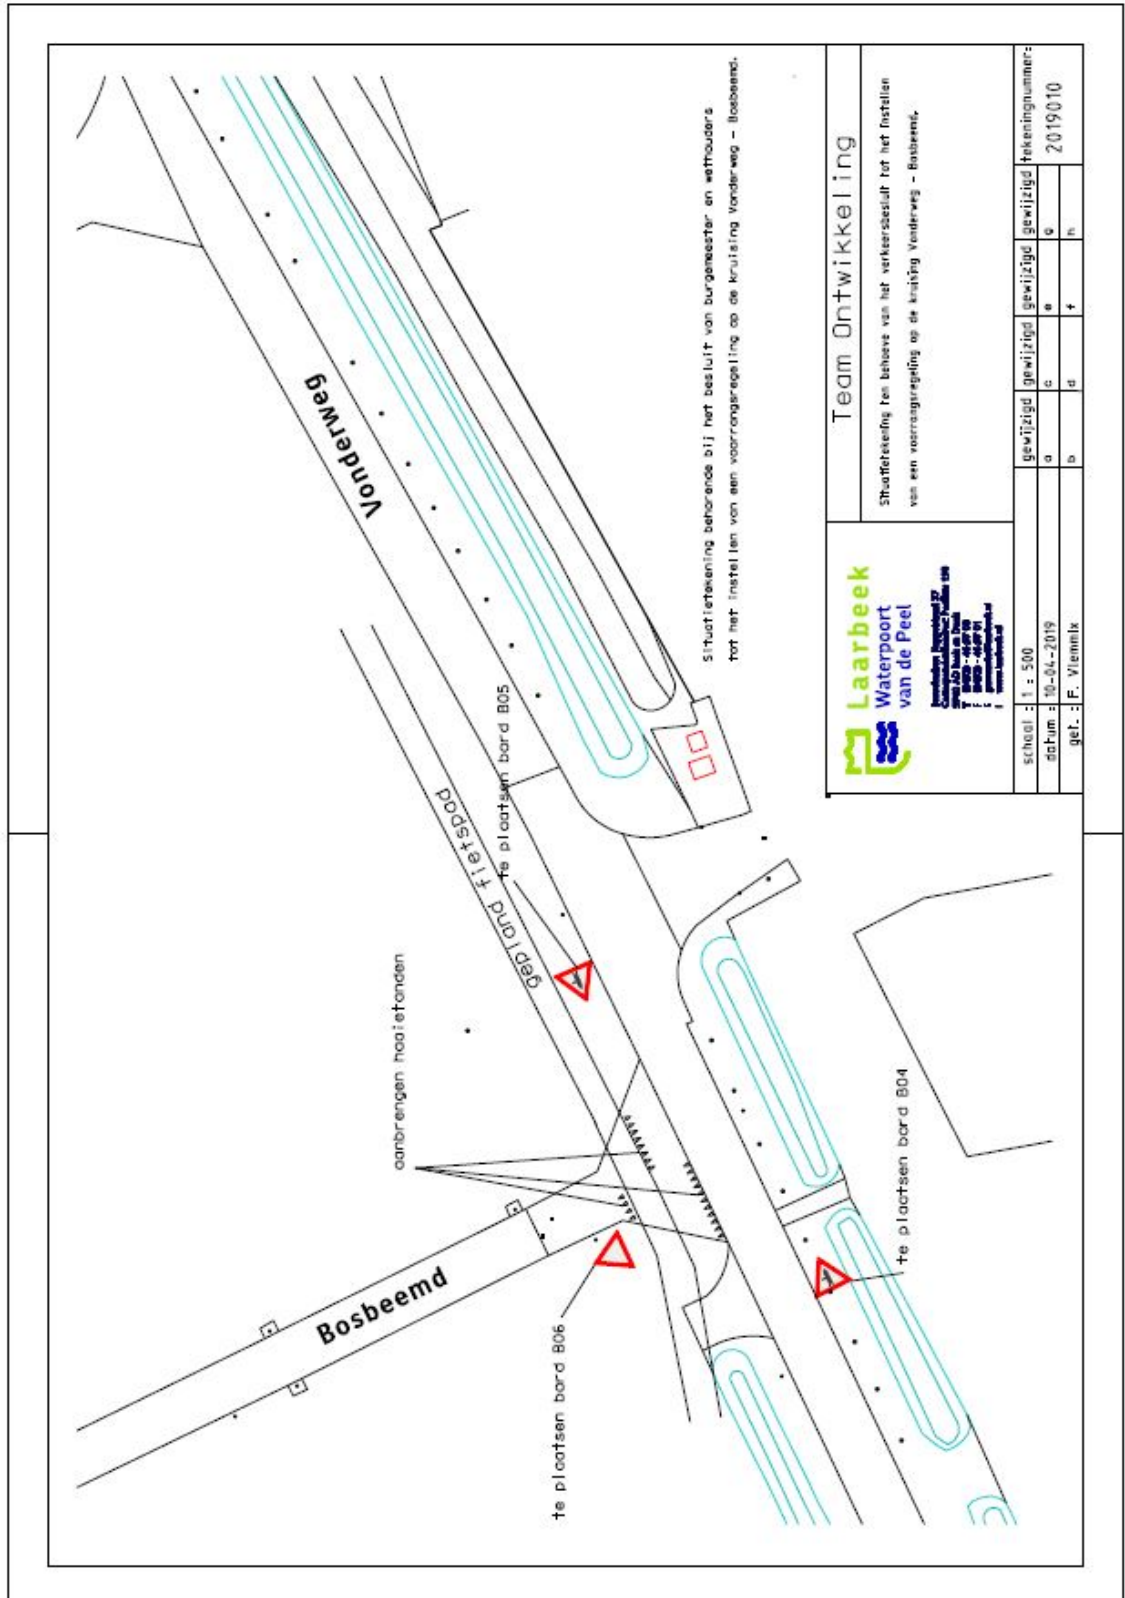 Vonderweg
te plaatsen bord B05
gepland fietspad
aanbrengen haaietanden
Bosbeemd
te plaatsen bord B06
te plaatsen bord B04
Situatietekening behorende bij het besluit van burgemeester en wethouders
tot het instellen van een voorrangsregeling op de kruising Vonderweg - Bosbeemd.
Laarbeek
Waterpoort
van de Peel
Team Ontwikkeling
Situatietekening ten behoeve van het verkeersbesluit tot het instellen
van een voorrangsregeling op de kruising Vonderweg - Bosbeemd.
schaal : 1 : 500
datum : 10-04-2019
get. : F. Vlemmix
gewijzigd gewijzigd gewijzigd gewijzigd tekeningnummer:
a c e g 2019010
b d f h